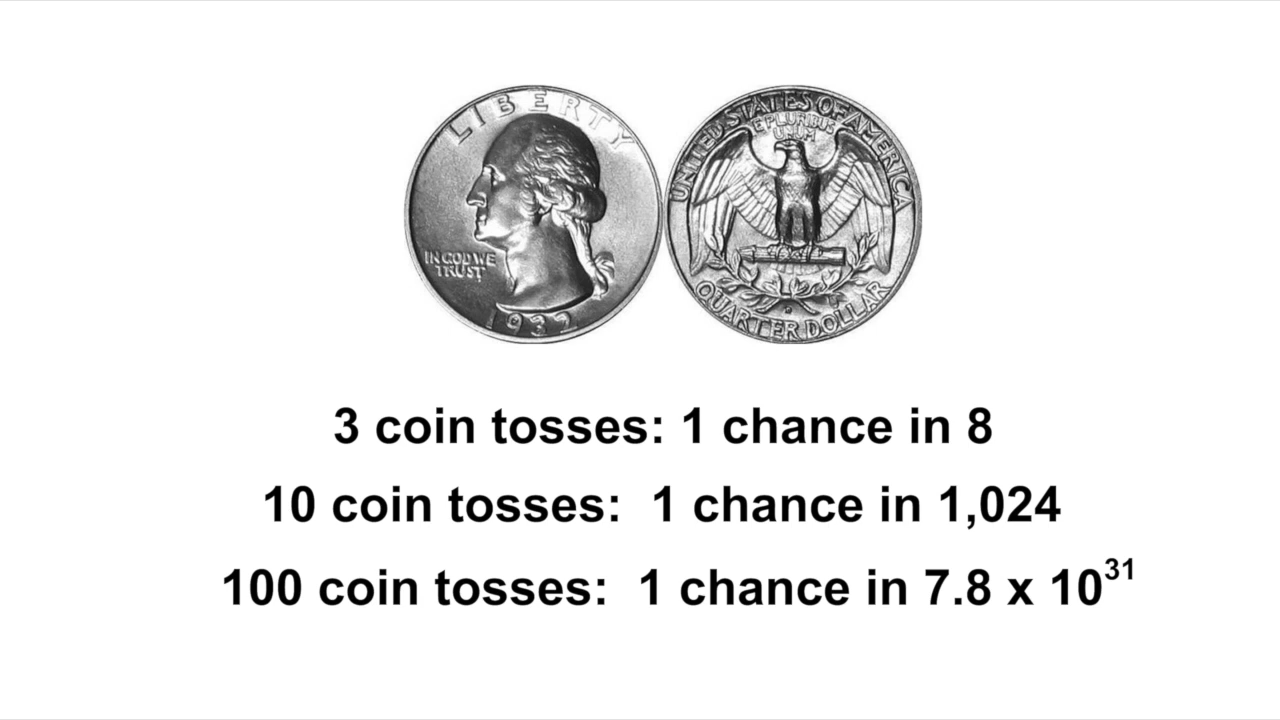 LIBERTY
IN GOD WE
TRUST
1932
UNITED STATES OF AMERICA
E PLURIBUS
UNUM
QUARTER DOLLAR
3 coin tosses: 1 chance in 8
10 coin tosses:  1 chance in 1,024
100 coin tosses:  1 chance in 7.8 x 10³¹